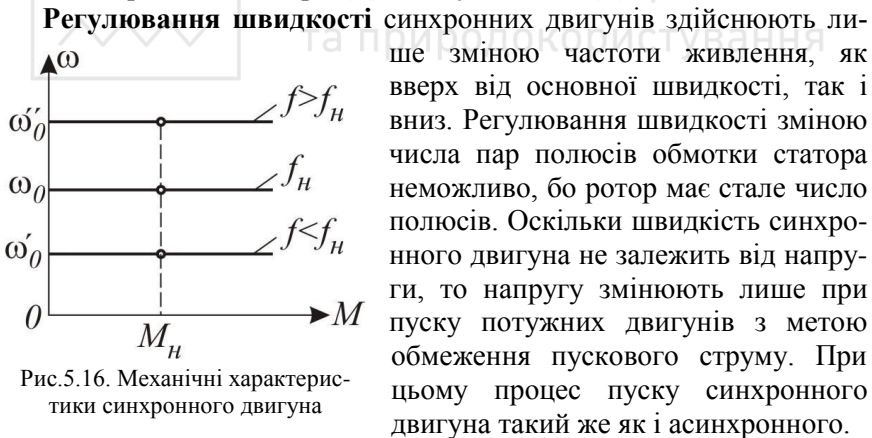 та природокористування
Регулювання швидкості синхронних двигунів здійснюють ли-
ше зміною частоти живлення, як
вверх від основної швидкості, так і
вниз. Регулювання швидкості зміною
числа пар полюсів обмотки статора
неможливо, бо ротор має стале число
полюсів. Оскільки швидкість синхро-
нного двигуна не залежить від напру-
ги, то напругу змінюють лише при
пуску потужних двигунів з метою
обмеження пускового струму. При
цьому процес пуску синхронного
двигуна такий же як і асинхронного.
ω
ω″₀ f>fн
ω₀ fн
ω′₀ f<fн
0 M
Mн
Рис.5.16. Механічні характерис-
тики синхронного двигуна